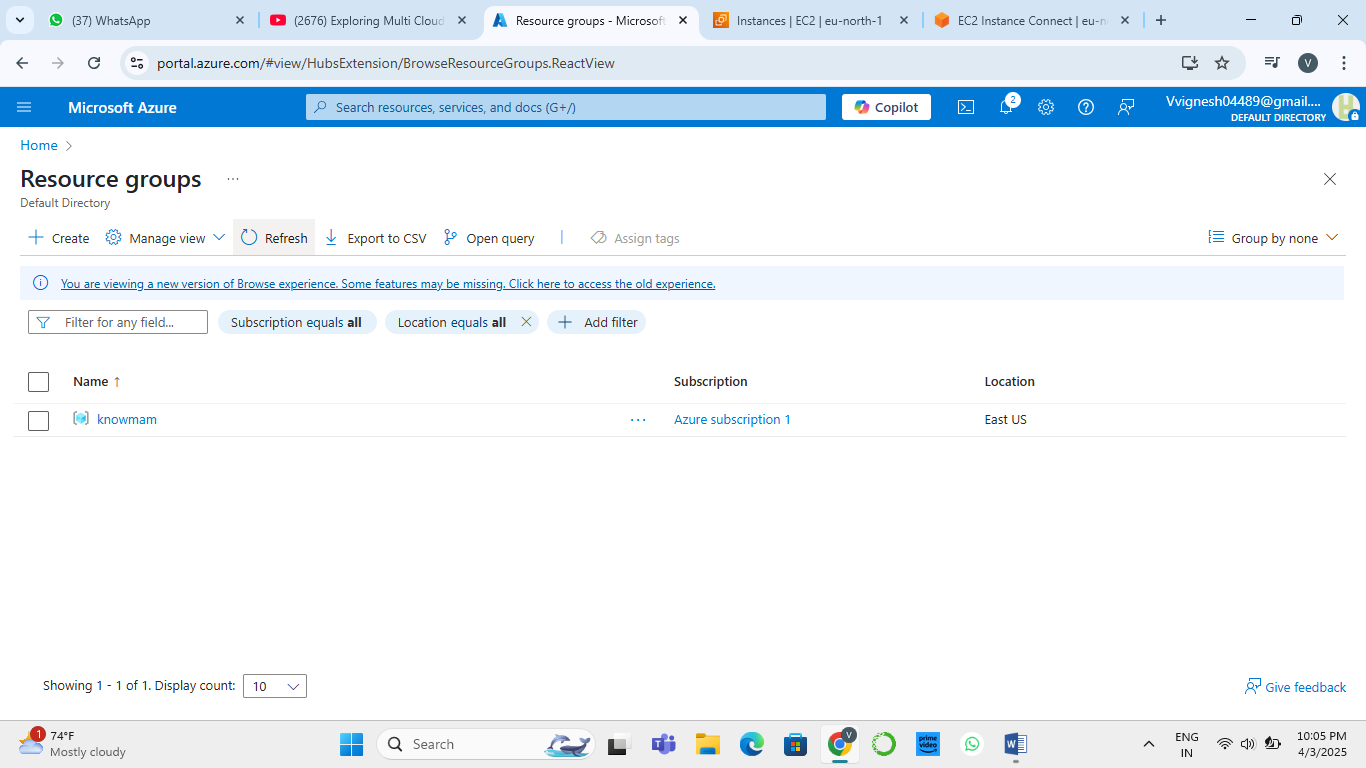 (37) WhatsApp
(2676) Exploring Multi Cloud
Resource groups - Microsoft
Instances | EC2 | eu-north-1
EC2 Instance Connect | eu-n
portal.azure.com/#view/HubsExtension/BrowseResourceGroups.ReactView
V
Microsoft Azure
Search resources, services, and docs (G+/)
Copilot
2
Vvignesh04489@gmail....
DEFAULT DIRECTORY
Home
Resource groups ...
Default Directory
Create
Manage view
Refresh
Export to CSV
Open query
Assign tags
Group by none
You are viewing a new version of Browse experience. Some features may be missing. Click here to access the old experience.
Filter for any field...
Subscription equals all
Location equals all
Add filter
Name ↑
Subscription
Location
knowmam
...
Azure subscription 1
East US
Showing 1 - 1 of 1. Display count:
10
Give feedback
1
74°F
Mostly cloudy
Search
V
prime video
ENG
IN
10:05 PM
4/3/2025